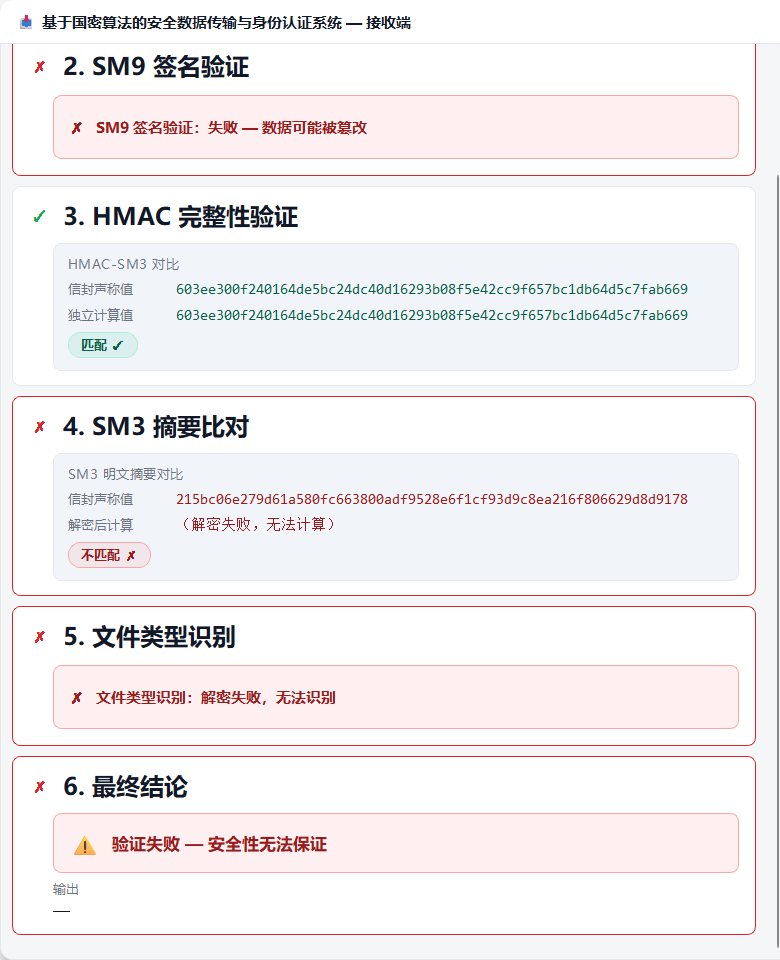 基于国密算法的安全数据传输与身份认证系统 — 接收端
✗ 2. SM9 签名验证
✗ SM9 签名验证：失败 — 数据可能被篡改
✓ 3. HMAC 完整性验证
HMAC-SM3 对比
信封声称值 603ee300f240164de5bc24dc40d16293b08f5e42cc9f657bc1db64d5c7fab669
独立计算值 603ee300f240164de5bc24dc40d16293b08f5e42cc9f657bc1db64d5c7fab669
匹配 ✓
✗ 4. SM3 摘要比对
SM3 明文摘要对比
信封声称值 215bc06e279d61a580fc663800adf9528e6f1cf93d9c8ea216f806629d8d9178
解密后计算 （解密失败，无法计算）
不匹配 ✗
✗ 5. 文件类型识别
✗ 文件类型识别：解密失败，无法识别
✗ 6. 最终结论
验证失败 — 安全性无法保证
输出
—